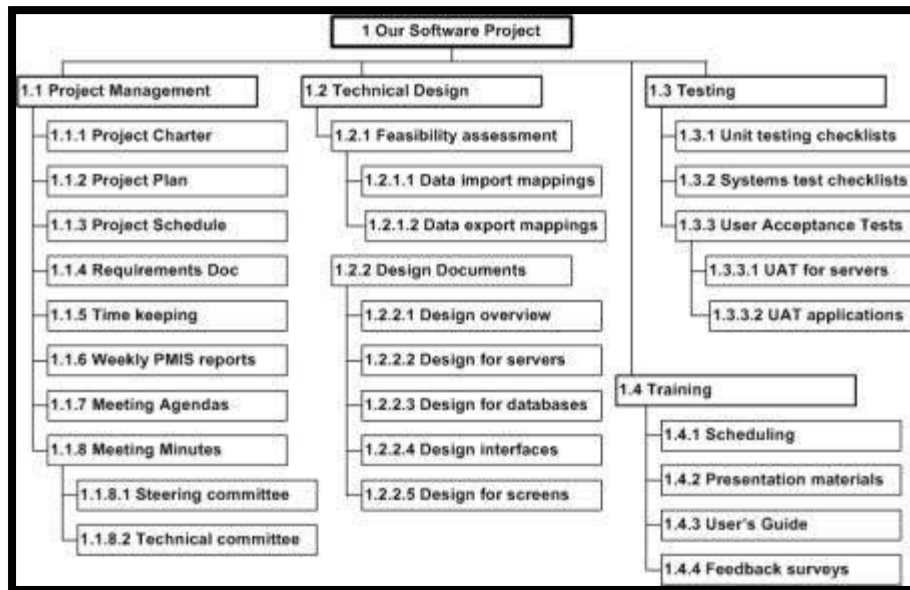 1 Our Software Project
1.1 Project Management
1.1.1 Project Charter
1.1.2 Project Plan
1.1.3 Project Schedule
1.1.4 Requirements Doc
1.1.5 Time keeping
1.1.6 Weekly PMIS reports
1.1.7 Meeting Agendas
1.1.8 Meeting Minutes
1.1.8.1 Steering committee
1.1.8.2 Technical committee
1.2 Technical Design
1.2.1 Feasibility assessment
1.2.1.1 Data import mappings
1.2.1.2 Data export mappings
1.2.2 Design Documents
1.2.2.1 Design overview
1.2.2.2 Design for servers
1.2.2.3 Design for databases
1.2.2.4 Design interfaces
1.2.2.5 Design for screens
1.3 Testing
1.3.1 Unit testing checklists
1.3.2 Systems test checklists
1.3.3 User Acceptance Tests
1.3.3.1 UAT for servers
1.3.3.2 UAT applications
1.4 Training
1.4.1 Scheduling
1.4.2 Presentation materials
1.4.3 User's Guide
1.4.4 Feedback surveys